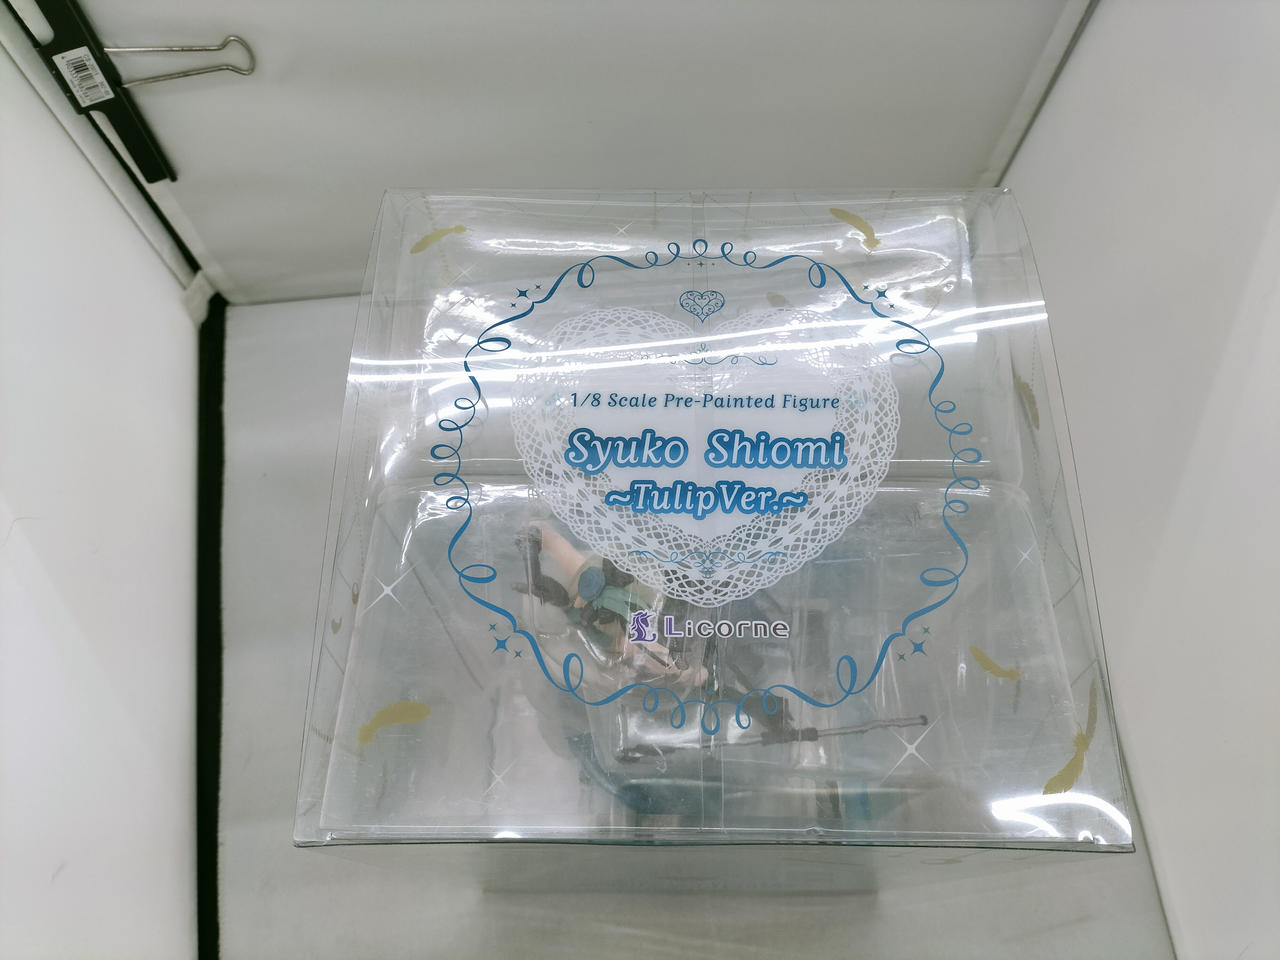 1/8 Scale Pre-Painted Figure
Syuko Shiomi
~TulipVer.~
Licorne